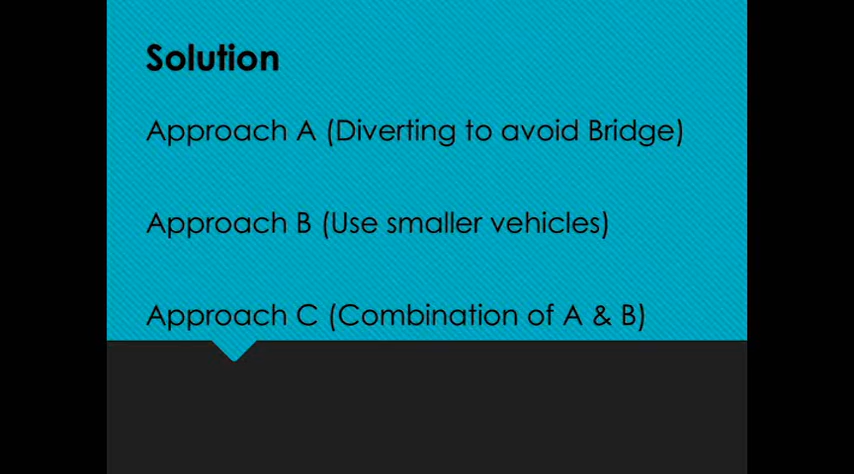 Solution
Approach A (Diverting to avoid Bridge)
Approach B (Use smaller vehicles)
Approach C (Combination of A & B)